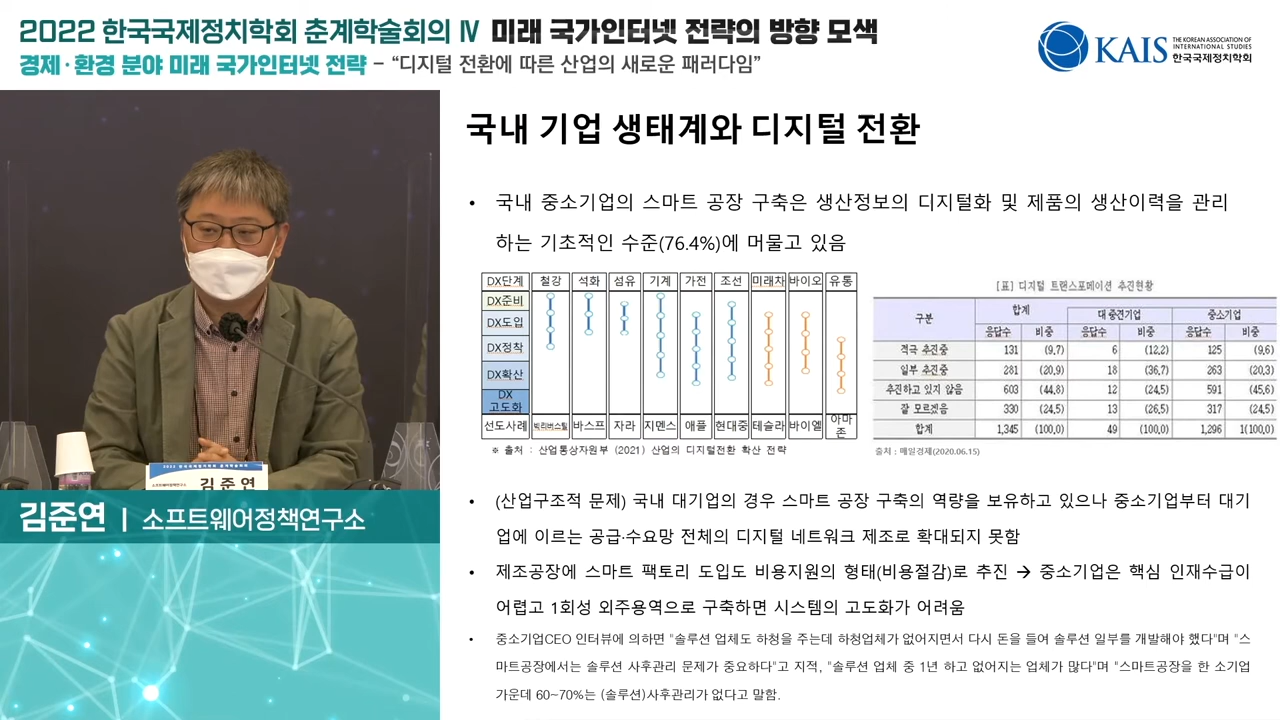 2022 한국국제정치학회 춘계학술회의 Ⅳ 미래 국가인터넷 전략의 방향 모색
경제·환경 분야 미래 국가인터넷 전략 – “디지털 전환에 따른 산업의 새로운 패러다임”
KAIS
THE KOREAN ASSOCIATION OF
INTERNATIONAL STUDIES
한국국제정치학회
국내 기업 생태계와 디지털 전환
• 국내 중소기업의 스마트 공장 구축은 생산정보의 디지털화 및 제품의 생산이력을 관리
하는 기초적인 수준(76.4%)에 머물고 있음
DX단계 철강 석화 섬유 기계 가전 조선 미래차 바이오 유통
DX준비
DX도입
DX정착
DX확산
DX
고도화
선도사례 빅리버스틸 바스프 자라 지멘스 애플 현대중 테슬라 바이엘 아마
존
※ 출처 : 산업통상자원부 (2021) 산업의 디지털전환 확산 전략
[표] 디지털 트랜스포메이션 추진현황
구분 합계 대·중견기업 중소기업
응답수 비중 응답수 비중 응답수 비중
적극 추진중 131 (9.7) 6 (12.2) 125 (9.6)
일부 추진중 281 (20.9) 18 (36.7) 263 (20.3)
추진하고 있지 않음 603 (44.8) 12 (24.5) 591 (45.6)
잘 모르겠음 330 (24.5) 13 (26.5) 317 (24.5)
합계 1,345 (100.0) 49 (100.0) 1,296 (100.0)
출처 : 매일경제(2020.06.15)
• (산업구조적 문제) 국내 대기업의 경우 스마트 공장 구축의 역량을 보유하고 있으나 중소기업부터 대기
업에 이르는 공급·수요망 전체의 디지털 네트워크 제조로 확대되지 못함
• 제조공장에 스마트 팩토리 도입도 비용지원의 형태(비용절감)로 추진 → 중소기업은 핵심 인재수급이
어렵고 1회성 외주용역으로 구축하면 시스템의 고도화가 어려움
• 중소기업CEO 인터뷰에 의하면 "솔루션 업체도 하청을 주는데 하청업체가 없어지면서 다시 돈을 들여 솔루션 일부를 개발해야 했다"며 "스
마트공장에서는 솔루션 사후관리 문제가 중요하다"고 지적, "솔루션 업체 중 1년 하고 없어지는 업체가 많다"며 "스마트공장을 한 소기업
가운데 60~70%는 (솔루션)사후관리가 없다고 말함.
2022 한국국제정치학회
소프트웨어정책연구소
김 준 연
김준연 | 소프트웨어정책연구소